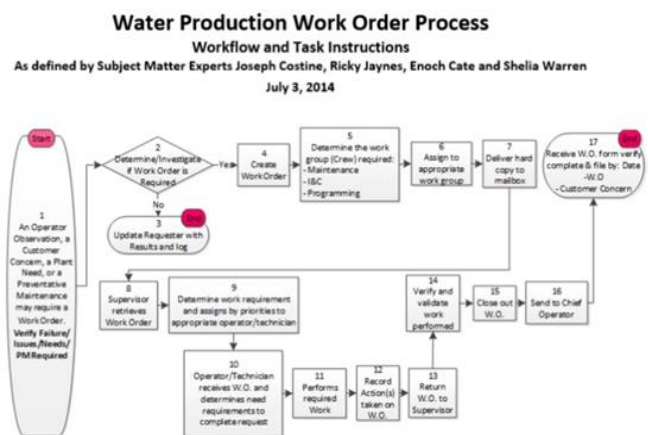 Water Production Work Order Process
Workflow and Task Instructions
As defined by Subject Matter Experts Joseph Costine, Ricky Jaynes, Enoch Cate and Shelia Warren
July 3, 2014
Start
1
An Operator
Observation, a
Customer
Concern, a Plant
Need, or a
Preventative
Maintenance
may require a
Work Order.
Verify Failure/
Issues/Needs/
PM Required
2
Determine/Investigate
if Work Order is
Required
Yes
No
End
3
Update Requester with
Results and log
4
Create
Work Order
5
Determine the work
group (Crew) required:
- Maintenance
- I&C
- Programming
6
Assign to
appropriate
work group
7
Deliver hard
copy to
mailbox
8
Supervisor
retrieves
Work Order
9
Determine work requirement
and assigns by priorities to
appropriate operator/technician
10
Operator/Technician
receives W.O. and
determines need
requirements to
complete request
11
Performs
required
Work
12
Record
Action(s)
taken on
W.O.
13
Return
W.O. to
Supervisor
14
Verify and
validate
work
performed
15
Close out
W.O.
16
Send to Chief
Operator
17
End
Receive W.O. form verify
complete & file by: Date
-W.O
- Customer Concern